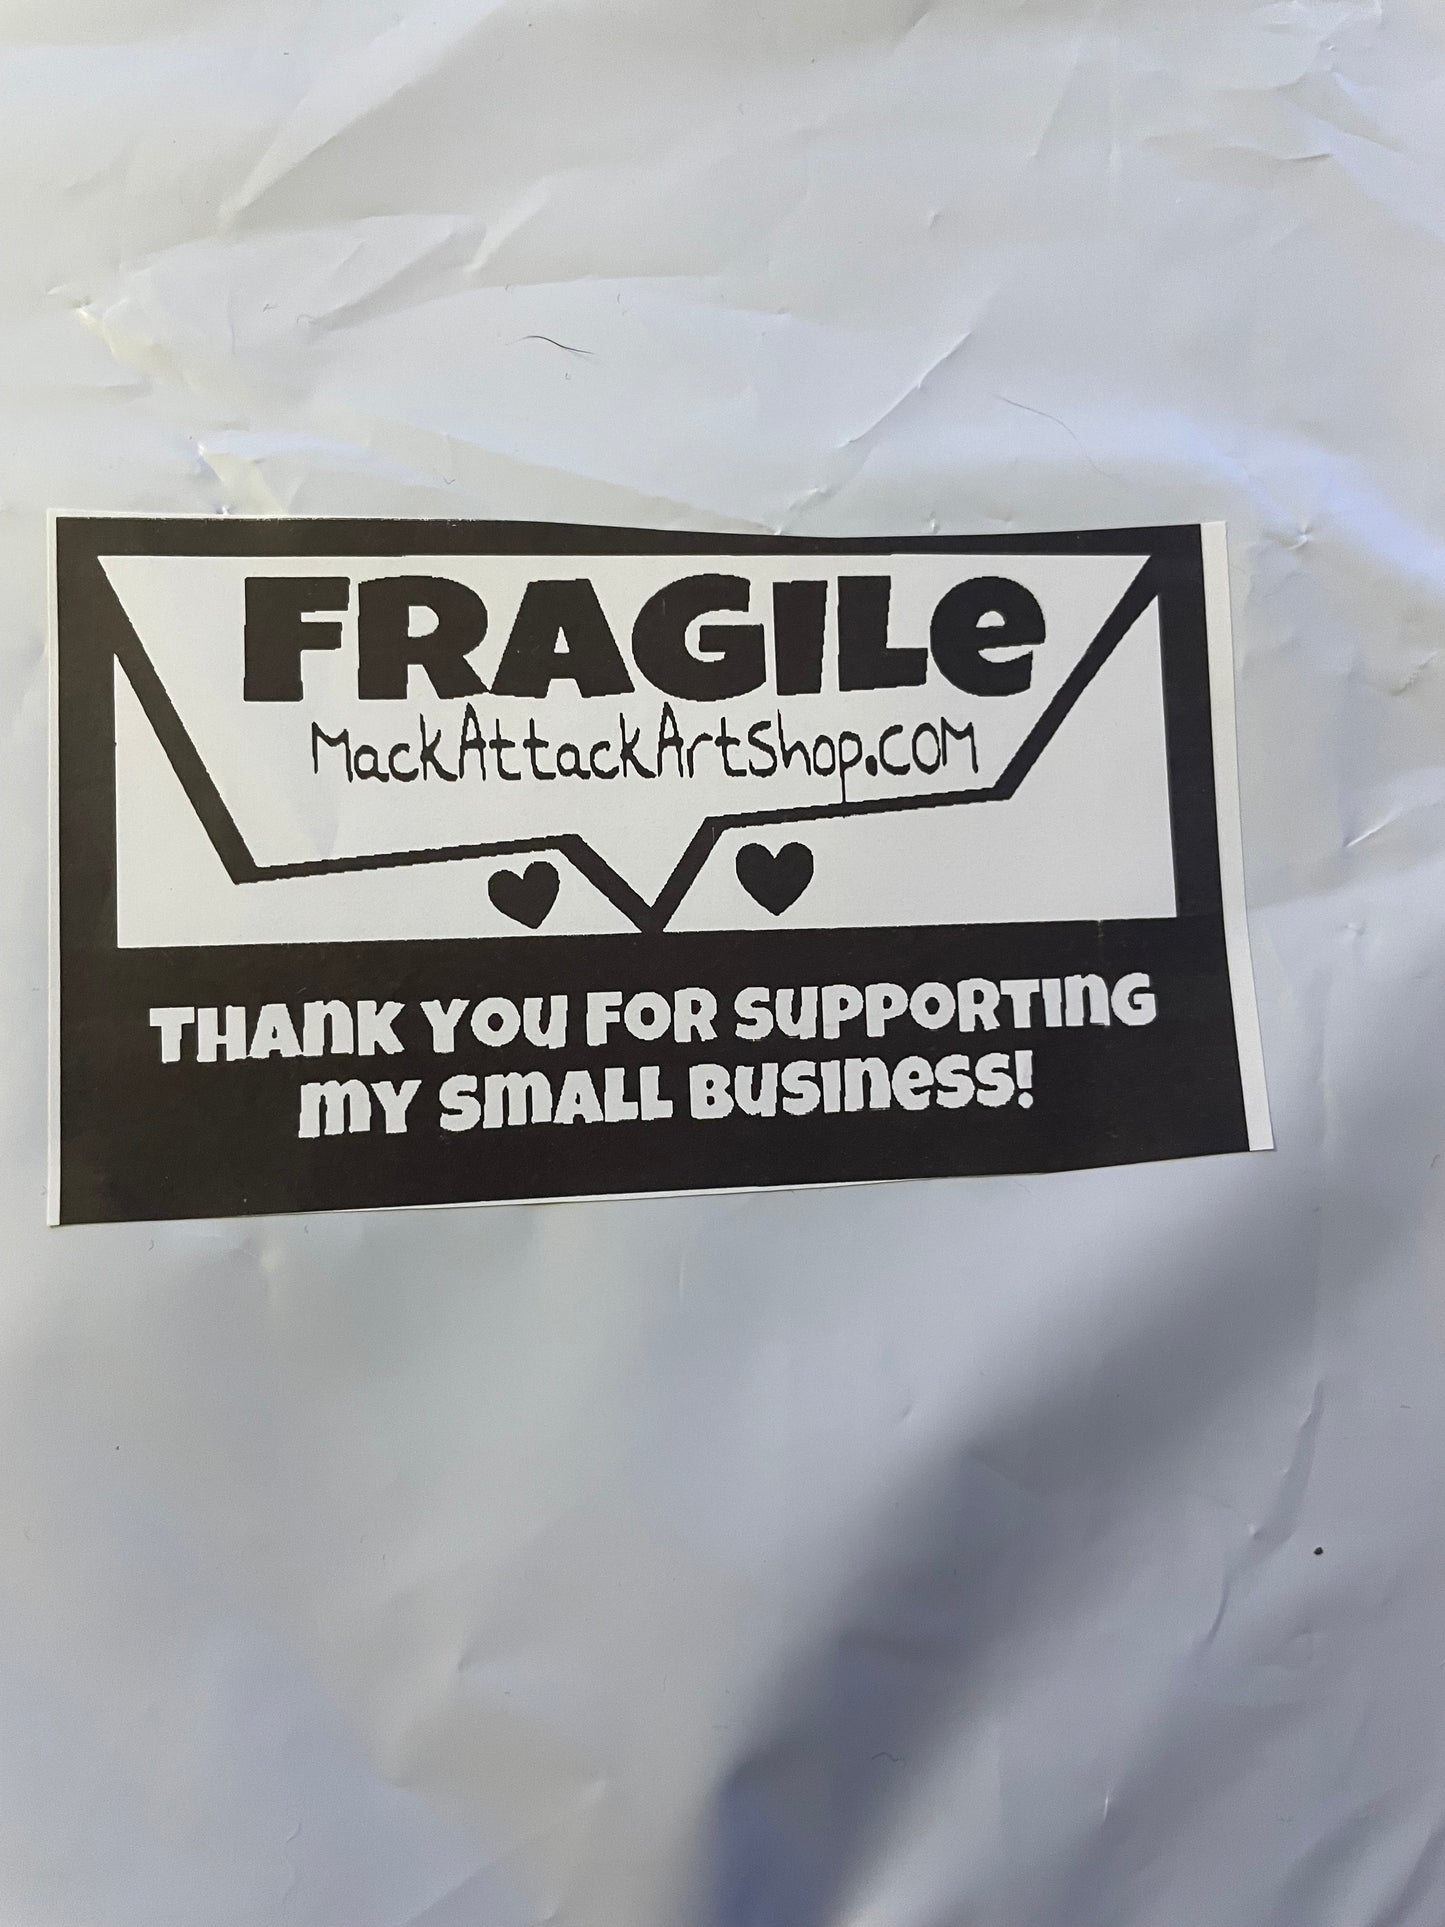 FRAGILe
MackAttackArtShop.COM
THANK YOU FOR SUPPORTING
MY SMALL BUSINESS!